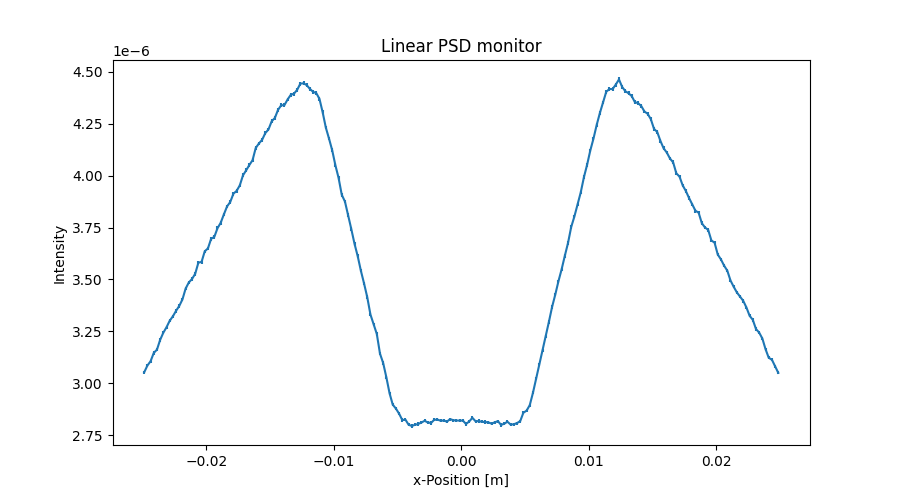 Linear PSD monitor
1e−6
4.50
4.25
4.00
3.75
3.50
3.25
3.00
2.75
Intensity
−0.02 −0.01 0.00 0.01 0.02
x-Position [m]